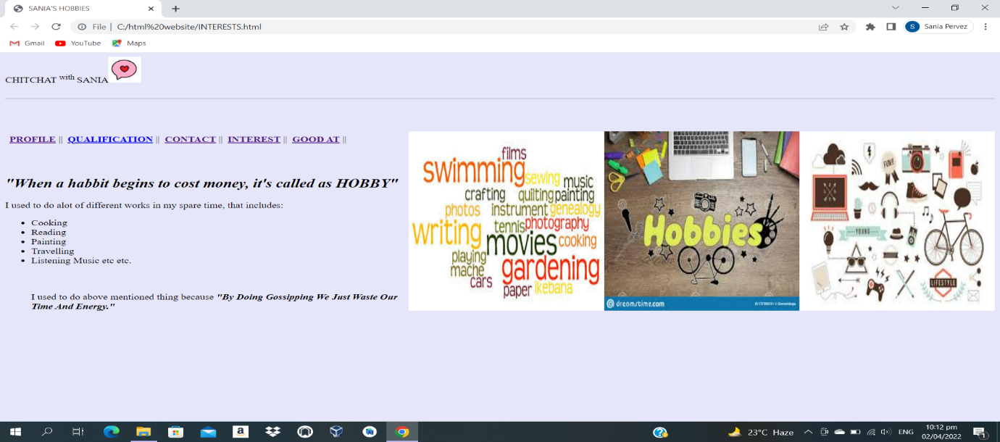 SANIA'S HOBBIES
File | C:/html%20website/INTERESTS.html
S Sania Pervez
Gmail YouTube Maps
CHITCHAT with SANIA
PROFILE || QUALIFICATION || CONTACT || INTEREST || GOOD AT ||
"When a habbit begins to cost money, it's called as HOBBY"
I used to do alot of different works in my spare time, that includes:
• Cooking
• Reading
• Painting
• Travelling
• Listening Music etc etc.
I used to do above mentioned thing because "By Doing Gossipping We Just Waste Our
Time And Energy."
films
swimming sewing music
crafting quilting painting
photos instrument genealogy
writing tennis photography
movies cooking
playing
mache gardening
cars
paper ikebana
Hobbies
dreamstime.com
FUN!
YOUNG
LIFESTYLE
a
23°C Haze ENG 10:12 pm
02/04/2022
1